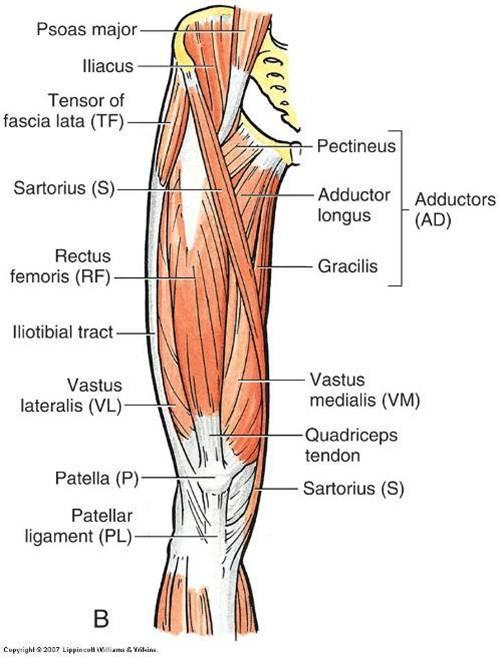 Psoas major
Iliacus
Tensor of
fascia lata (TF)
Sartorius (S)
Rectus
femoris (RF)
Iliotibial tract
Vastus
lateralis (VL)
Patella (P)
Patellar
ligament (PL)
Pectineus
Adductor
longus
Gracilis
Adductors
(AD)
Vastus
medialis (VM)
Quadriceps
tendon
Sartorius (S)
B
Copyright © 2007 Lippincott Williams & Wilkins.